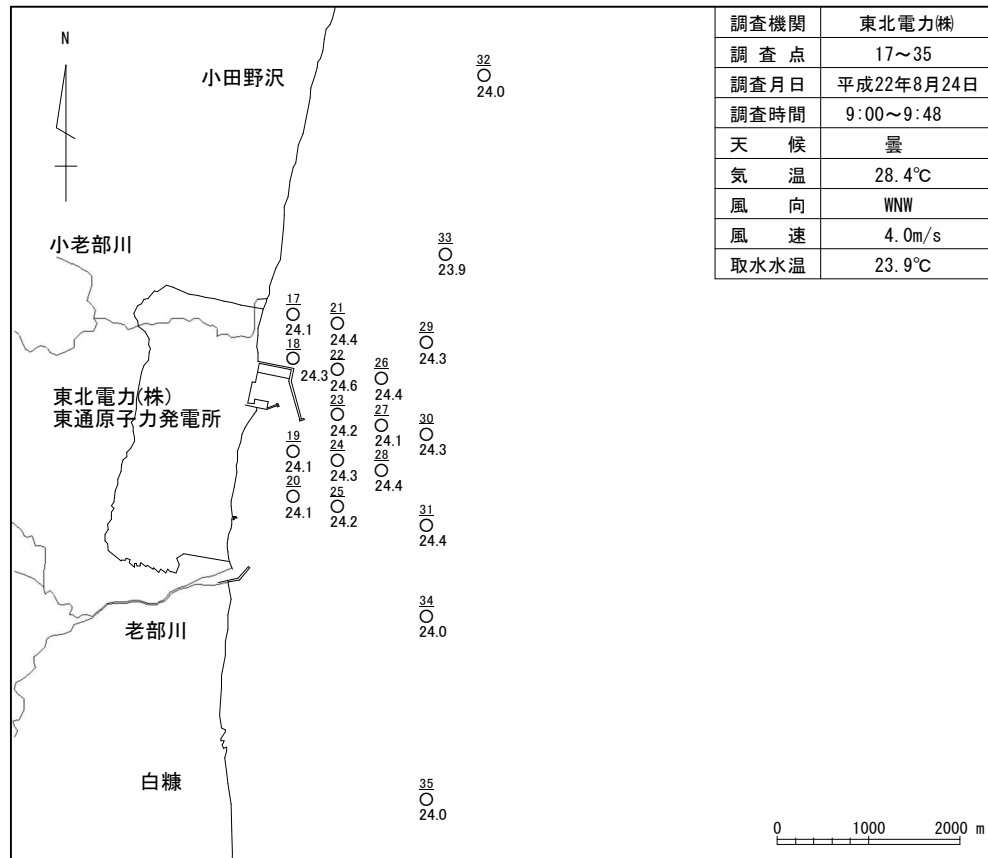 調査機関 東北電力㈱
調査点 17～35
調査月日 平成22年8月24日
調査時間 9:00～9:48
天候 曇
気温 28.4℃
風向 WNW
風速 4.0m/s
取水水温 23.9℃
N
小田野沢
32
24.0
小老部川
33
23.9
17
24.1
21
24.4
29
24.3
18
24.3
22
24.6
26
24.4
東北電力(株)
東通原子力発電所
23
24.2
27
24.1
30
24.3
19
24.1
24
24.3
28
24.4
20
24.1
25
24.2
31
24.4
34
24.0
老部川
白糠
35
24.0
0 1000 2000 m